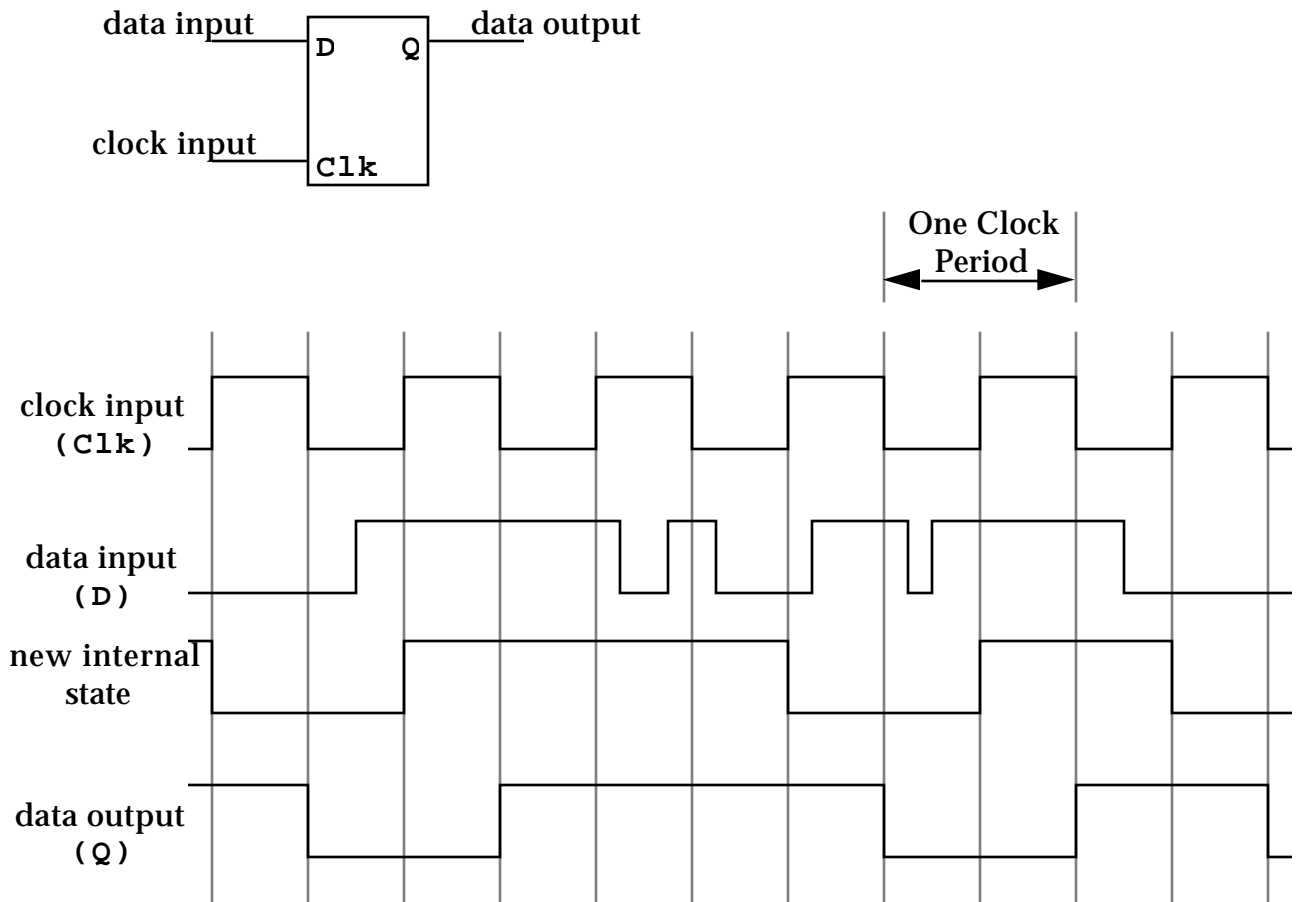 data input
data output
D
Q
clock input
Clk
One Clock
Period
clock input
(Clk)
data input
(D)
new internal
state
data output
(Q)